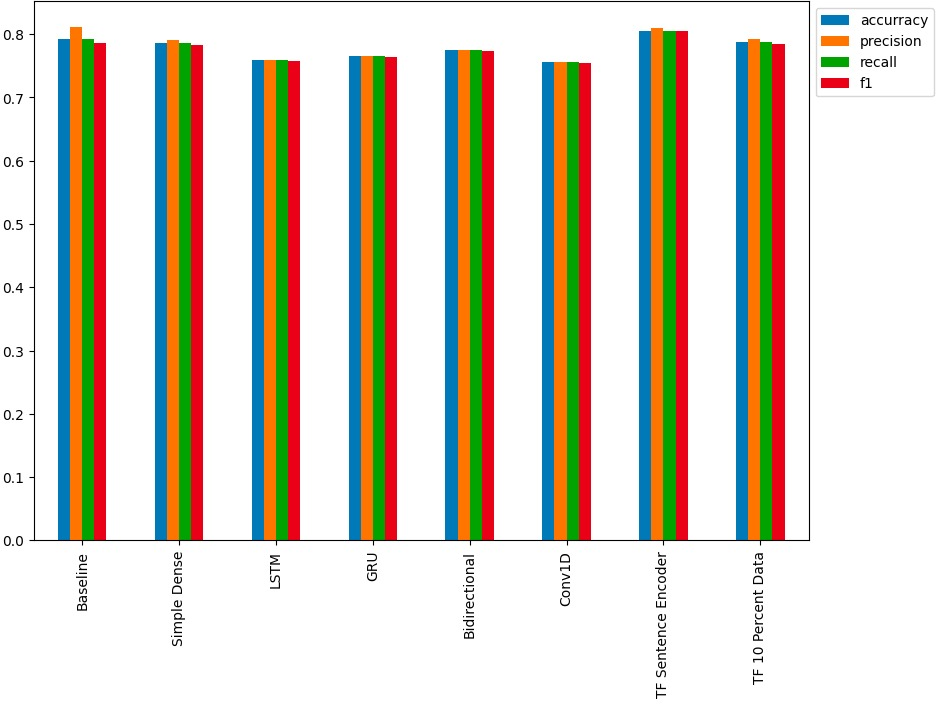 0.8
0.7
0.6
0.5
0.4
0.3
0.2
0.1
0.0
Baseline
Simple Dense
LSTM
GRU
Bidirectional
Conv1D
TF Sentence Encoder
TF 10 Percent Data
accurracy
precision
recall
f1